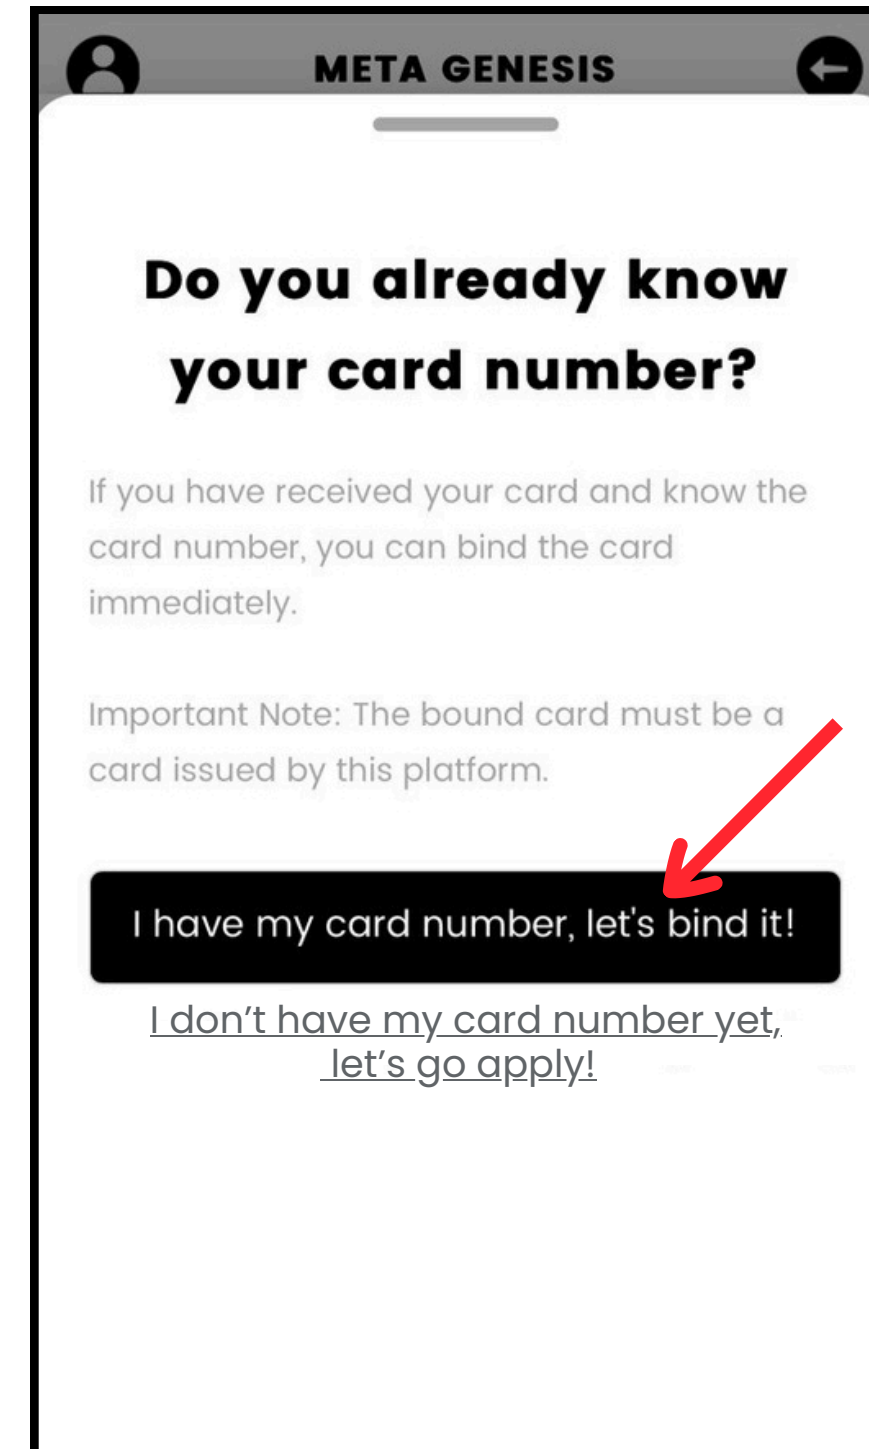 META GENESIS
Do you already know
your card number?
If you have received your card and know the
card number, you can bind the card
immediately.
Important Note: The bound card must be a
card issued by this platform.
I have my card number, let's bind it!
I don’t have my card number yet,
let’s go apply!